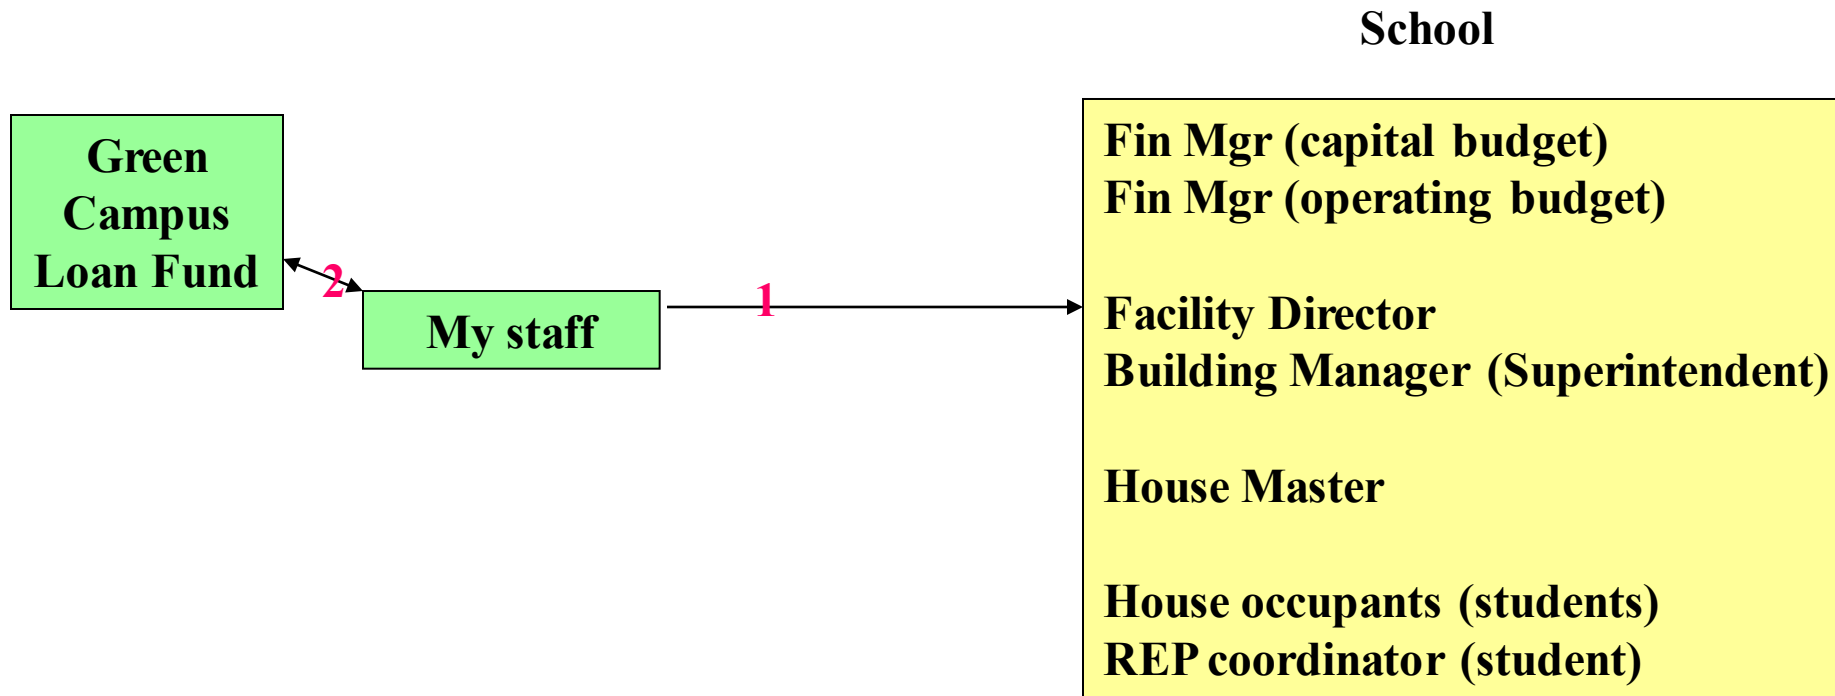 School
Green
Campus
Loan Fund
2
My staff
1
Fin Mgr (capital budget)
Fin Mgr (operating budget)
Facility Director
Building Manager (Superintendent)
House Master
House occupants (students)
REP coordinator (student)